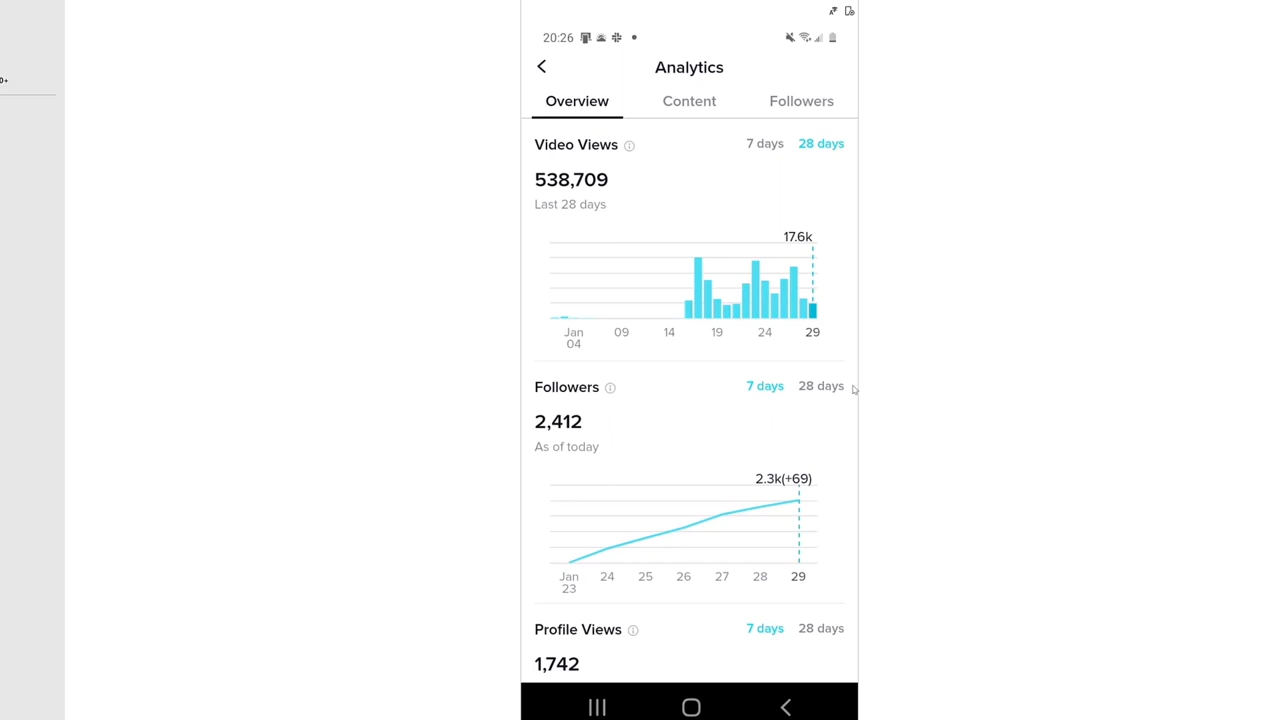 0+
20:26
Analytics
Overview Content Followers
Video Views 7 days 28 days
538,709
Last 28 days
17.6k
Jan 04 09 14 19 24 29
Followers 7 days 28 days
2,412
As of today
2.3k(+69)
Jan 23 24 25 26 27 28 29
Profile Views 7 days 28 days
1,742